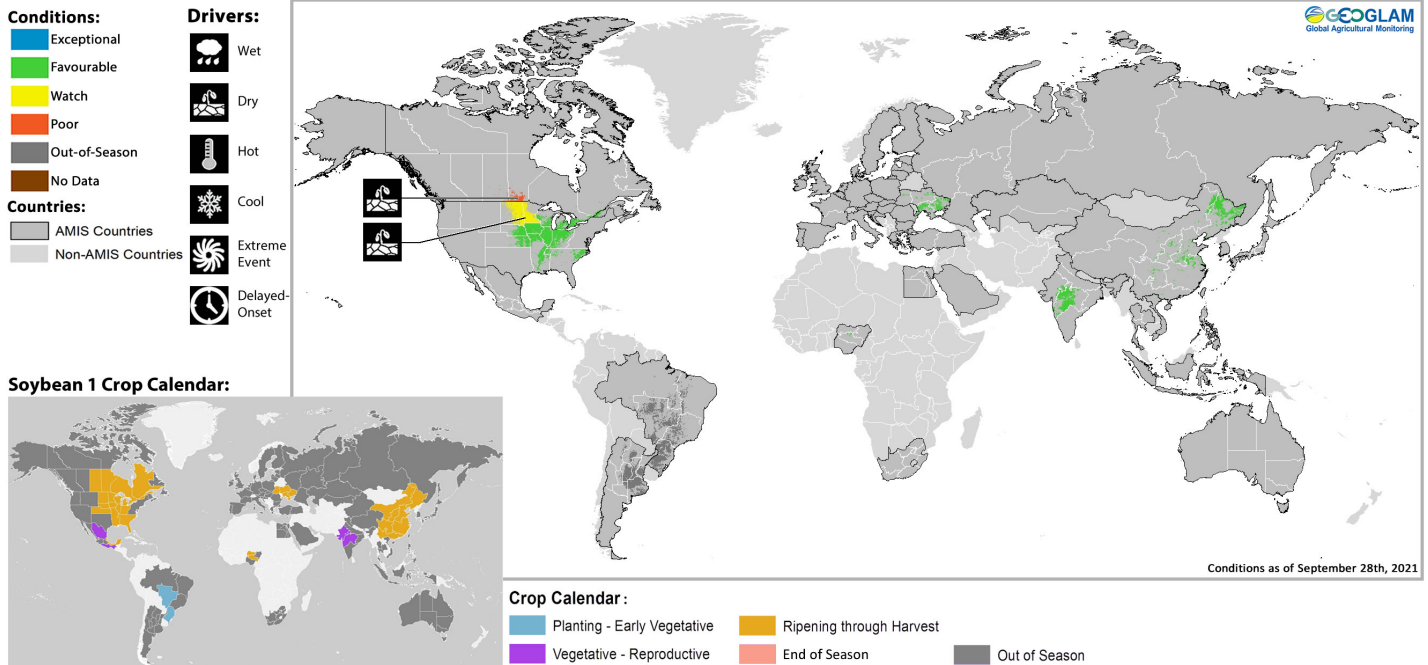 Conditions:
Exceptional
Favourable
Watch
Poor
Out-of-Season
No Data
Countries:
AMIS Countries
Non-AMIS Countries
Drivers:
Wet
Dry
Hot
Cool
Extreme
Event
Delayed-
Onset
GEOGLAM
Global Agricultural Monitoring
Conditions as of September 28th, 2021
Soybean 1 Crop Calendar:
Crop Calendar :
Planting - Early Vegetative
Ripening through Harvest
Vegetative - Reproductive
End of Season
Out of Season